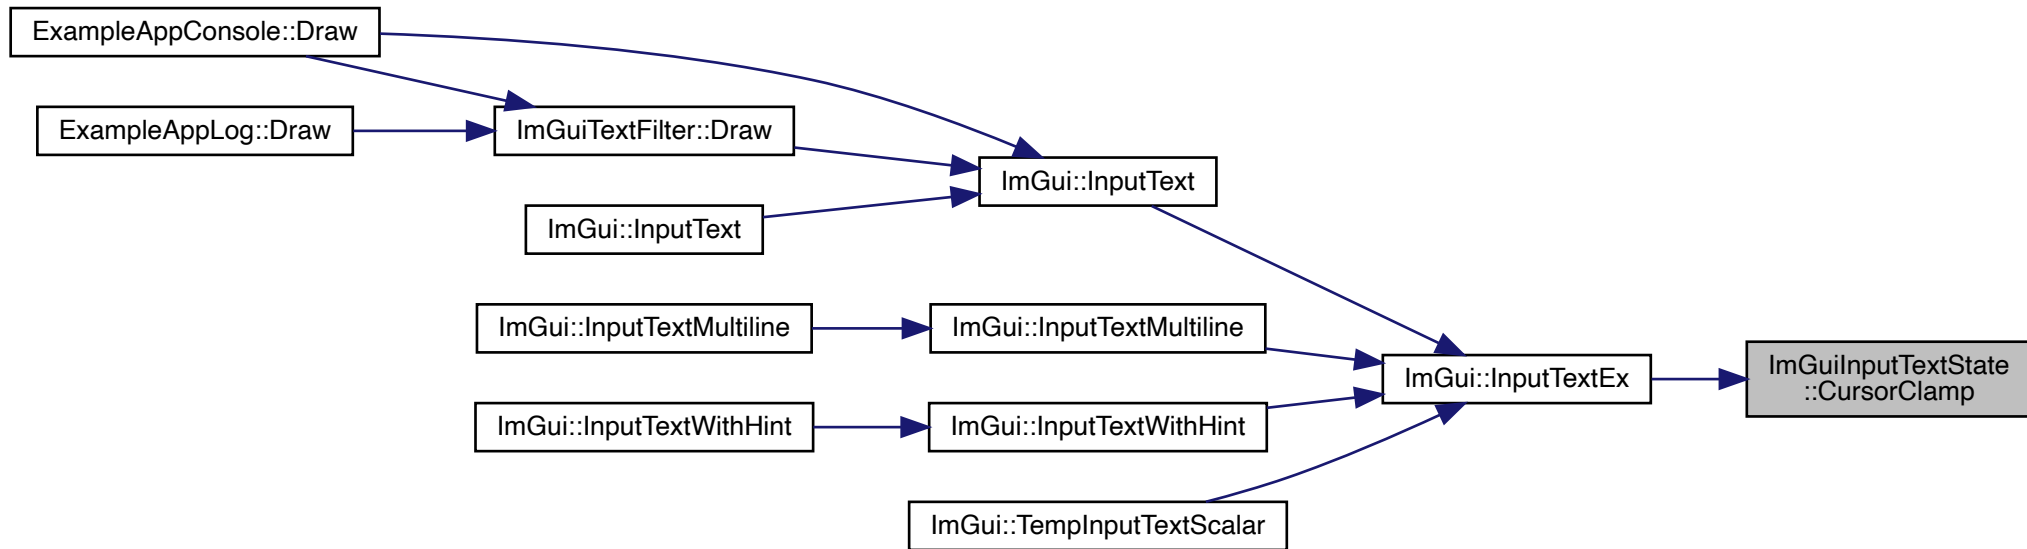 ExampleAppConsole::Draw
ExampleAppLog::Draw
ImGuiTextFilter::Draw
ImGui::InputText
ImGui::InputText
ImGui::InputTextMultiline
ImGui::InputTextMultiline
ImGui::InputTextEx
ImGuiInputTextState
::CursorClamp
ImGui::InputTextWithHint
ImGui::InputTextWithHint
ImGui::TempInputTextScalar